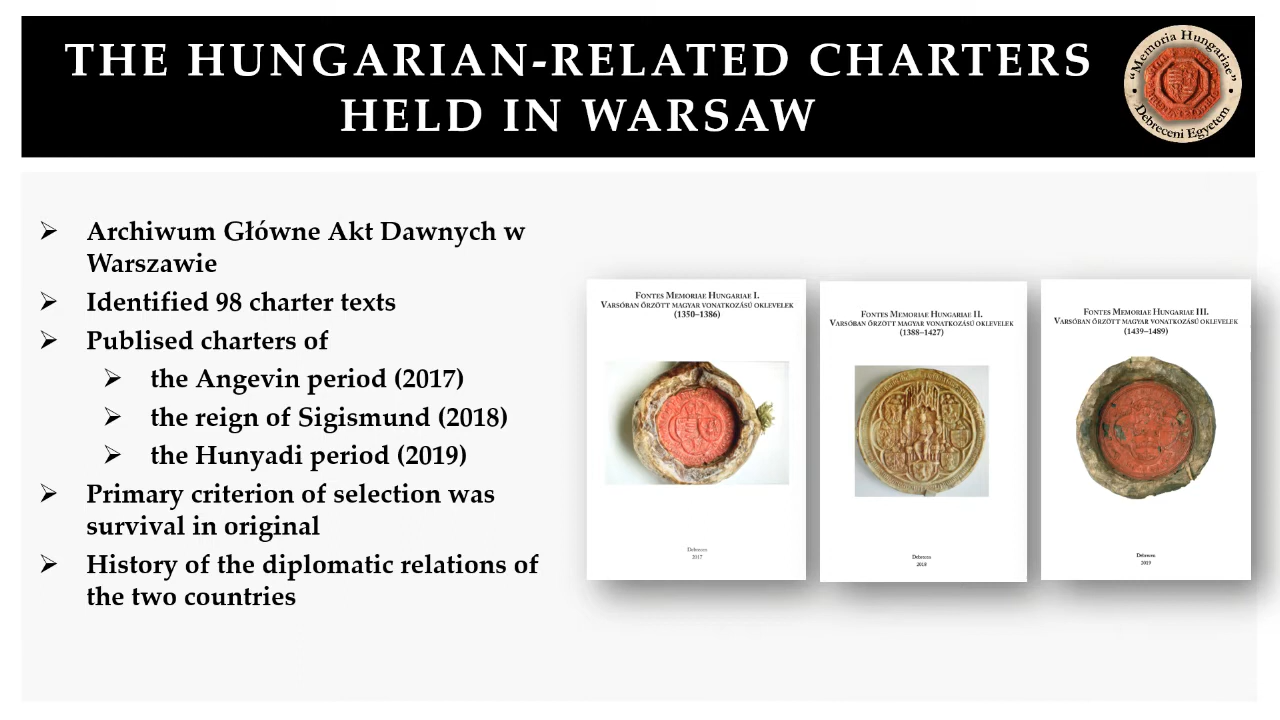 THE HUNGARIAN-RELATED CHARTERS
HELD IN WARSAW
"Memoria Hungariae"
Debreceni Egyetem
Archiwum Główne Akt Dawnych w
Warszawie
Identified 98 charter texts
Publised charters of
the Angevin period (2017)
the reign of Sigismund (2018)
the Hunyadi period (2019)
Primary criterion of selection was
survival in original
History of the diplomatic relations of
the two countries
FONTES MEMORIAE HUNGARIAE I.
VARSÓBAN ŐRZÖTT MAGYAR VONATKOZÁSÚ OKLEVELEK
(1350–1386)
Debrecen
2017
FONTES MEMORIAE HUNGARIAE II.
VARSÓBAN ŐRZÖTT MAGYAR VONATKOZÁSÚ OKLEVELEK
(1388–1427)
Debrecen
2018
FONTES MEMORIAE HUNGARIAE III.
VARSÓBAN ŐRZÖTT MAGYAR VONATKOZÁSÚ OKLEVELEK
(1439–1489)
Debrecen
2019